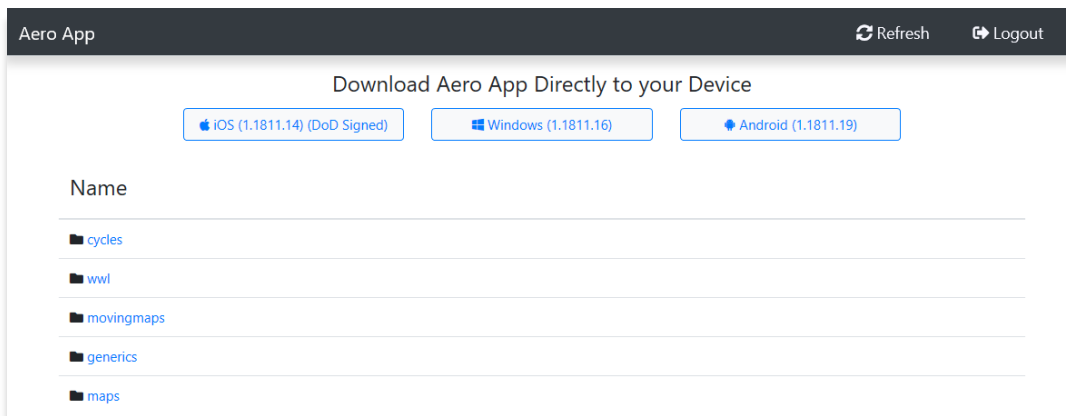 Aero App Refresh Logout
Download Aero App Directly to your Device
iOS (1.1811.14) (DoD Signed) Windows (1.1811.16) Android (1.1811.19)
Name
cycles
wwl
movingmaps
generics
maps